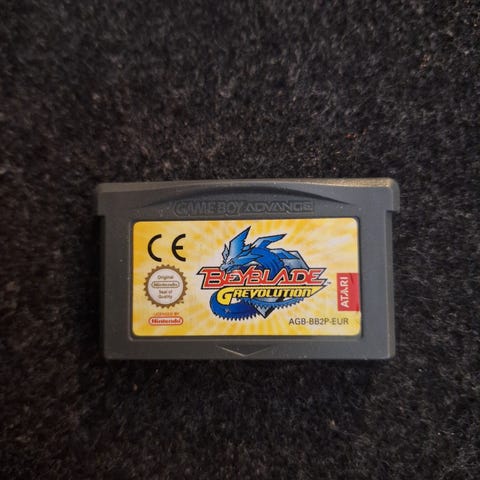 GAME BOY ADVANCE
CE
Original
Nintendo
Seal of
Quality
LICENSED BY
Nintendo
BEYBLADE
G REVOLUTION
ATARI
AGB-BB2P-EUR